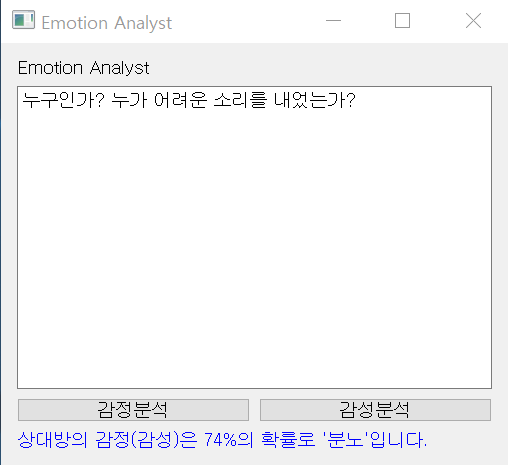 Emotion Analyst
Emotion Analyst
누구인가? 누가 어려운 소리를 내었는가?
감정분석 감성분석
상대방의 감정(감성)은 74%의 확률로 '분노'입니다.